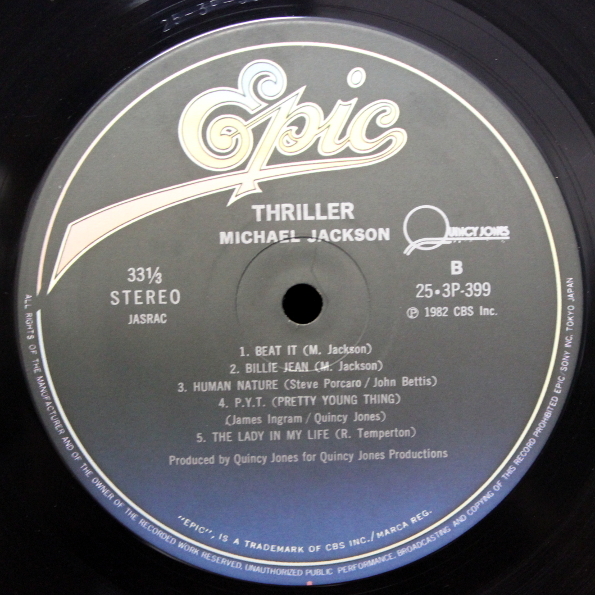 Epic
THRILLER
MICHAEL JACKSON
QUINCY JONES
33⅓
STEREO
JASRAC
B
25•3P-399
℗ 1982 CBS Inc.
1. BEAT IT (M. Jackson)
2. BILLIE JEAN (M. Jackson)
3. HUMAN NATURE (Steve Porcaro / John Bettis)
4. P.Y.T. (PRETTY YOUNG THING)
(James Ingram / Quincy Jones)
5. THE LADY IN MY LIFE (R. Temperton)
Produced by Quincy Jones for Quincy Jones Productions
"EPIC", IS A TRADEMARK OF CBS INC./MARCA REG.
ALL RIGHTS OF THE MANUFACTURER AND OF THE OWNER OF THE RECORDED WORK RESERVED, UNAUTHORIZED PUBLIC PERFORMANCE, BROADCASTING AND COPYING OF THIS RECORD PROHIBITED EPIC/SONY INC. TOKYO JAPAN